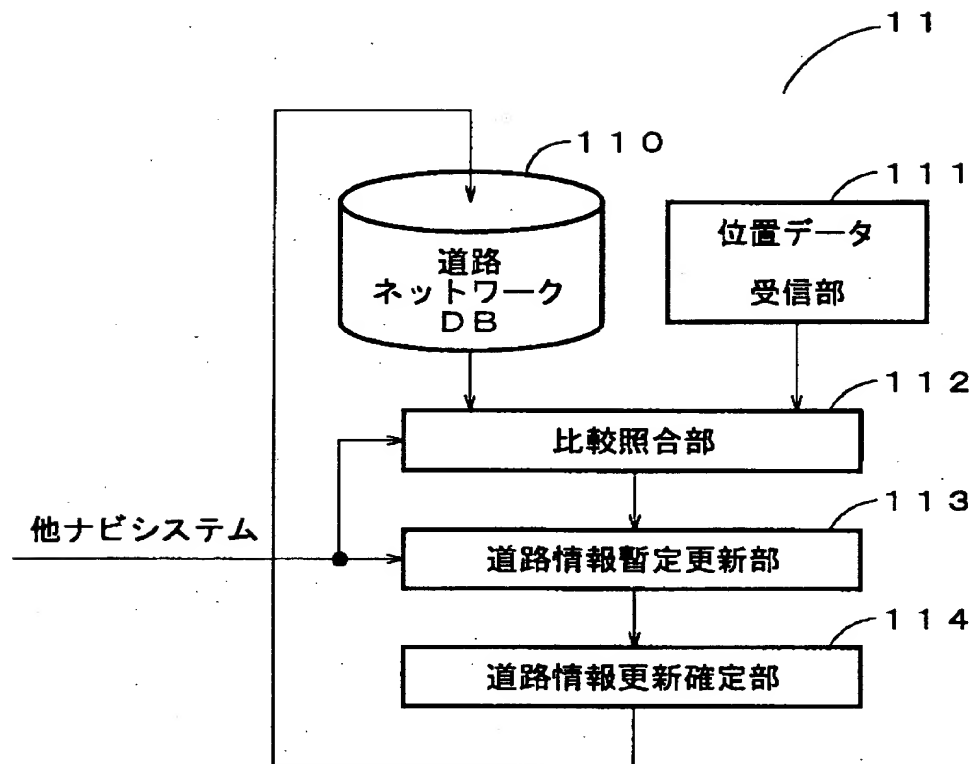 １１
１１０
道路
ネットワーク
ＤＢ
１１１
位置データ
受信部
１１２
比較照合部
他ナビシステム
１１３
道路情報暫定更新部
１１４
道路情報更新確定部